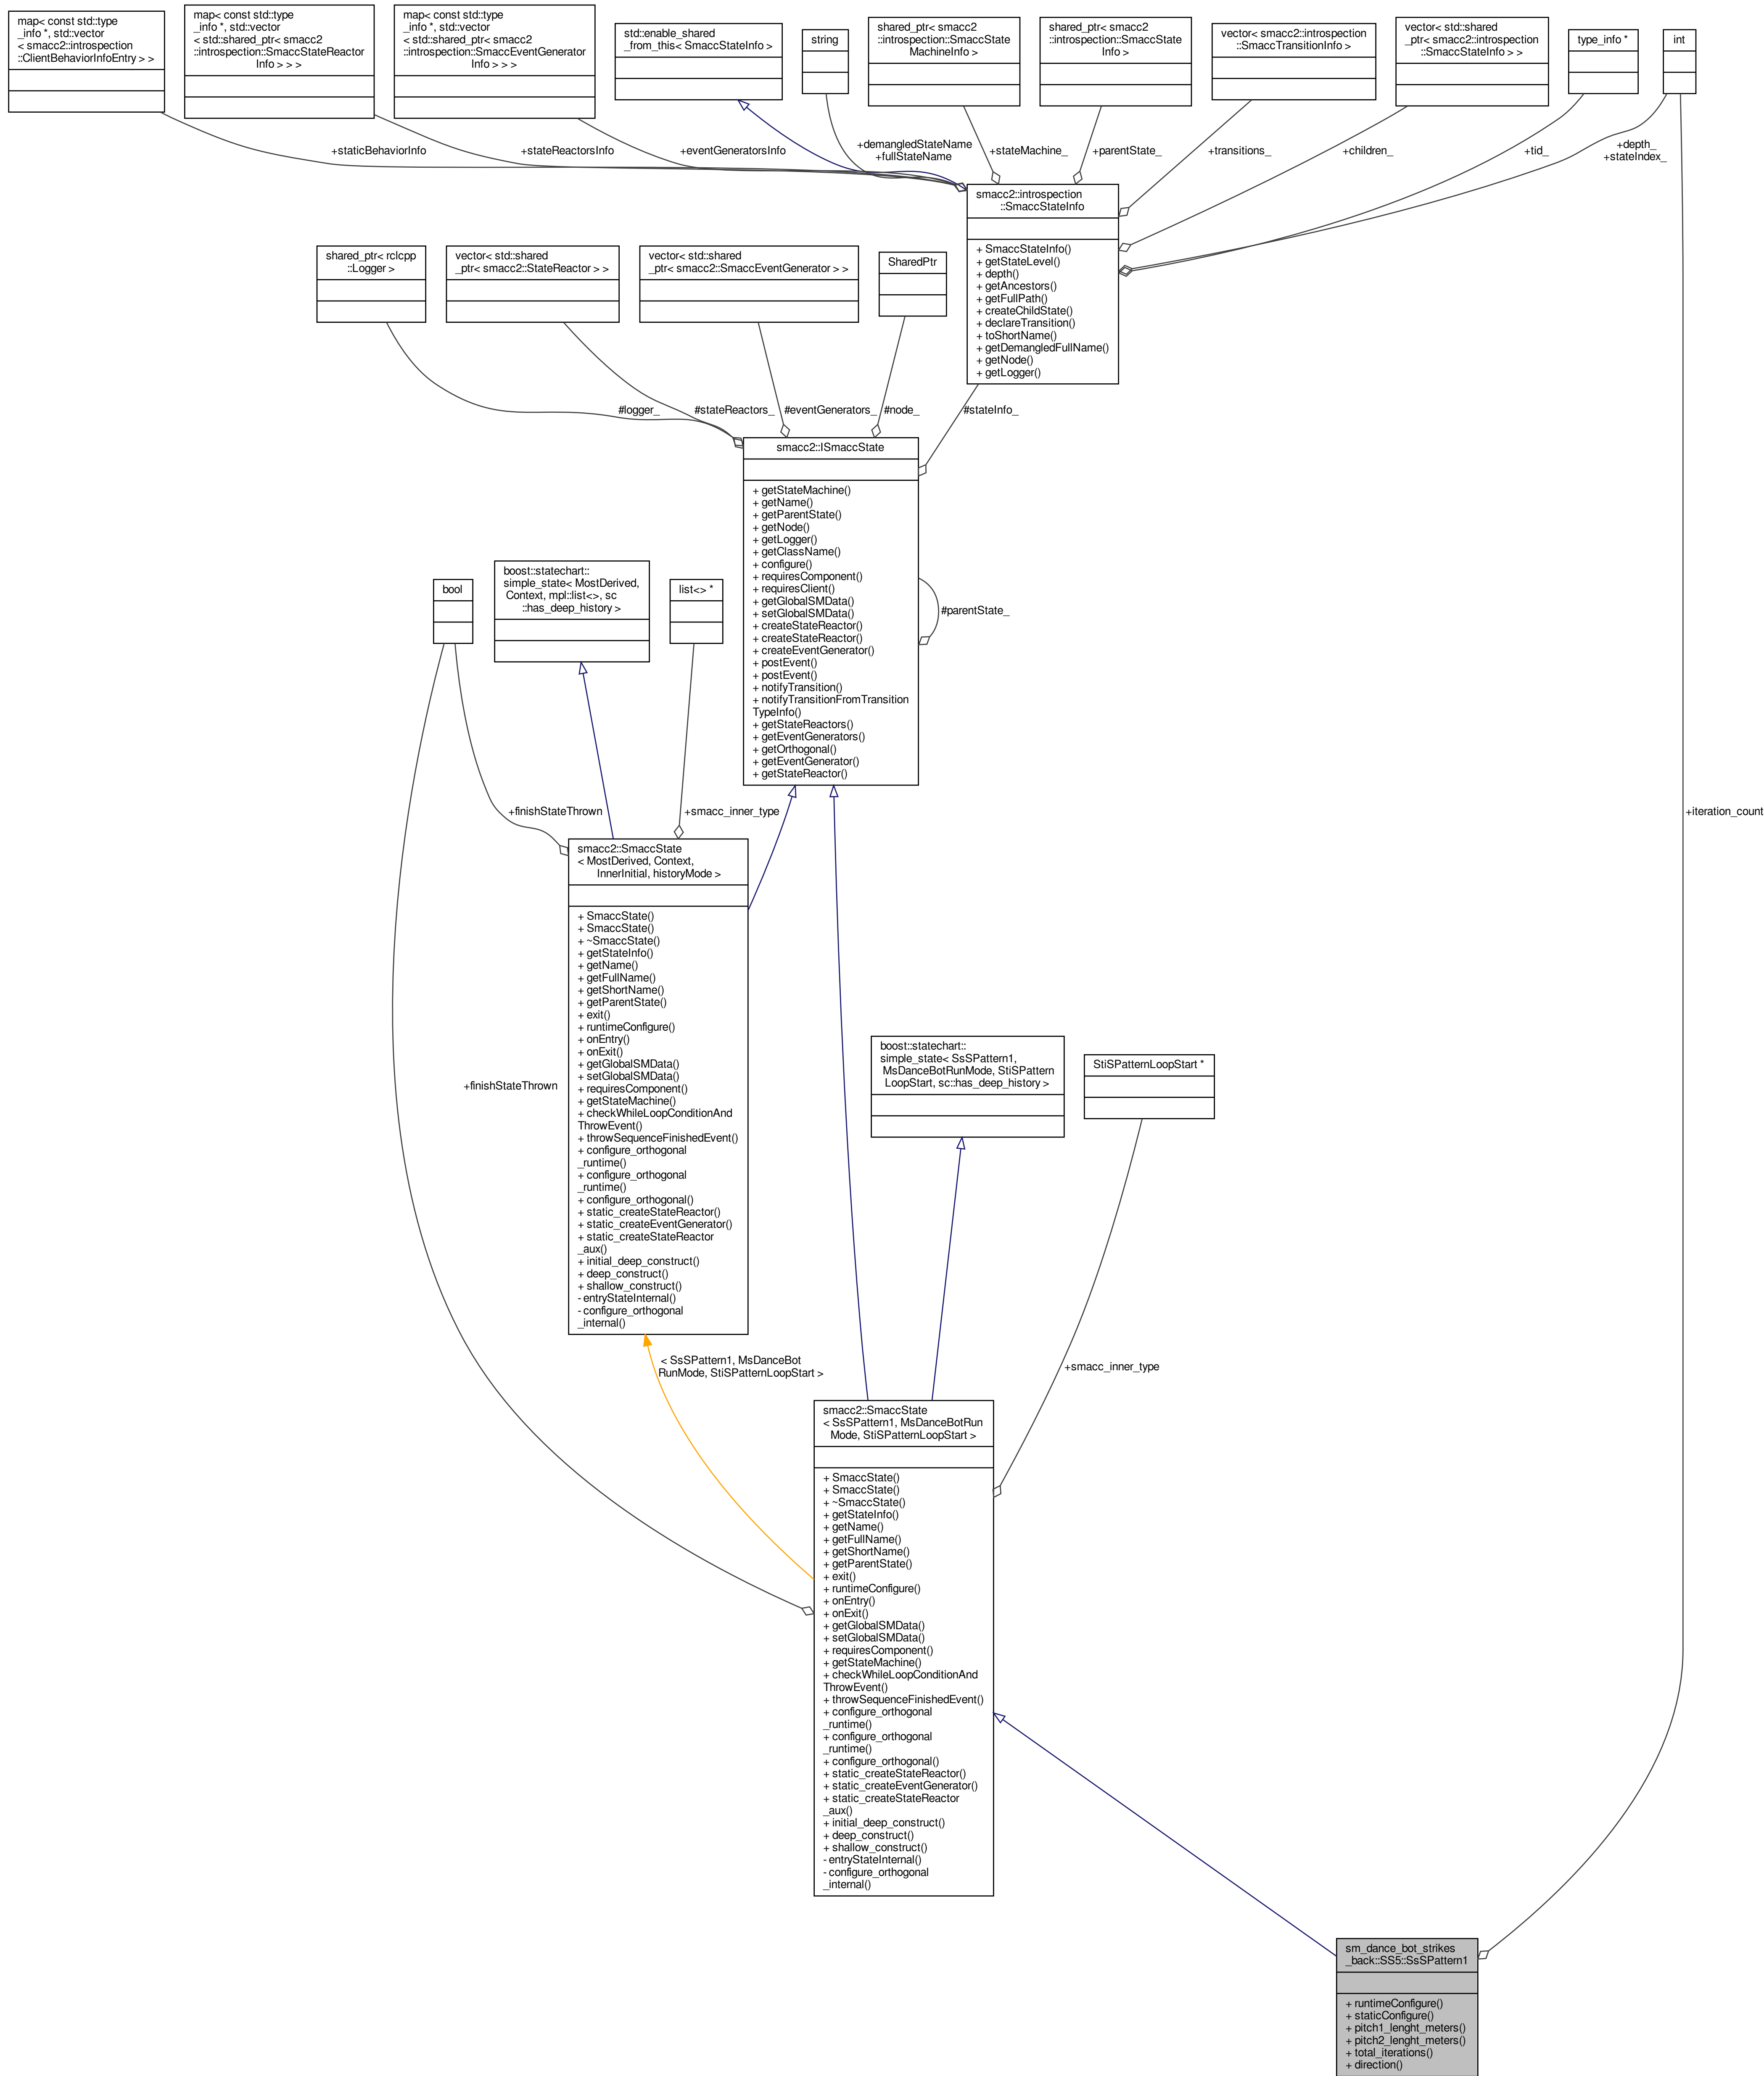 map< const std::type
_info *, std::vector
< smacc2::introspection
::ClientBehaviorInfoEntry > >
map< const std::type
_info *, std::vector
< std::shared_ptr< smacc2
::introspection::SmaccStateReactor
Info > > >
map< const std::type
_info *, std::vector
< std::shared_ptr< smacc2
::introspection::SmaccEventGenerator
Info > > >
std::enable_shared
_from_this< SmaccStateInfo >
string
shared_ptr< smacc2
::introspection::SmaccState
MachineInfo >
shared_ptr< smacc2
::introspection::SmaccState
Info >
vector< smacc2::introspection
::SmaccTransitionInfo >
vector< std::shared
_ptr< smacc2::introspection
::SmaccStateInfo > >
type_info *
int
+staticBehaviorInfo
+stateReactorsInfo
+eventGeneratorsInfo
+demangledStateName
+fullStateName
+stateMachine_
+parentState_
+transitions_
+children_
+tid_
+depth_
+stateIndex_
smacc2::introspection
::SmaccStateInfo
+ SmaccStateInfo()
+ getStateLevel()
+ depth()
+ getAncestors()
+ getFullPath()
+ createChildState()
+ declareTransition()
+ toShortName()
+ getDemangledFullName()
+ getNode()
+ getLogger()
shared_ptr< rclcpp
::Logger >
vector< std::shared
_ptr< smacc2::StateReactor > >
vector< std::shared
_ptr< smacc2::SmaccEventGenerator > >
SharedPtr
#logger_
#stateReactors_
#eventGenerators_
#node_
#stateInfo_
smacc2::ISmaccState
+ getStateMachine()
+ getName()
+ getParentState()
+ getNode()
+ getLogger()
+ getClassName()
+ configure()
+ requiresComponent()
+ requiresClient()
+ getGlobalSMData()
+ setGlobalSMData()
+ createStateReactor()
+ createStateReactor()
+ createEventGenerator()
+ postEvent()
+ postEvent()
+ notifyTransition()
+ notifyTransitionFromTransition
TypeInfo()
+ getStateReactors()
+ getEventGenerators()
+ getOrthogonal()
+ getEventGenerator()
+ getStateReactor()
#parentState_
bool
boost::statechart::
simple_state< MostDerived,
Context, mpl::list<>, sc
::has_deep_history >
list<> *
+finishStateThrown
+smacc_inner_type
+iteration_count
smacc2::SmaccState
< MostDerived, Context,
InnerInitial, historyMode >
+ SmaccState()
+ SmaccState()
+ ~SmaccState()
+ getStateInfo()
+ getName()
+ getFullName()
+ getShortName()
+ getParentState()
+ exit()
+ runtimeConfigure()
+ onEntry()
+ onExit()
+ getGlobalSMData()
+ setGlobalSMData()
+ requiresComponent()
+ getStateMachine()
+ checkWhileLoopConditionAnd
ThrowEvent()
+ throwSequenceFinishedEvent()
+ configure_orthogonal
_runtime()
+ configure_orthogonal
_runtime()
+ configure_orthogonal()
+ static_createStateReactor()
+ static_createEventGenerator()
+ static_createStateReactor
_aux()
+ initial_deep_construct()
+ deep_construct()
+ shallow_construct()
- entryStateInternal()
- configure_orthogonal
_internal()
+finishStateThrown
boost::statechart::
simple_state< SsSPattern1,
MsDanceBotRunMode, StiSPattern
LoopStart, sc::has_deep_history >
StiSPatternLoopStart *
< SsSPattern1, MsDanceBot
RunMode, StiSPatternLoopStart >
+smacc_inner_type
smacc2::SmaccState
< SsSPattern1, MsDanceBotRun
Mode, StiSPatternLoopStart >
+ SmaccState()
+ SmaccState()
+ ~SmaccState()
+ getStateInfo()
+ getName()
+ getFullName()
+ getShortName()
+ getParentState()
+ exit()
+ runtimeConfigure()
+ onEntry()
+ onExit()
+ getGlobalSMData()
+ setGlobalSMData()
+ requiresComponent()
+ getStateMachine()
+ checkWhileLoopConditionAnd
ThrowEvent()
+ throwSequenceFinishedEvent()
+ configure_orthogonal
_runtime()
+ configure_orthogonal
_runtime()
+ configure_orthogonal()
+ static_createStateReactor()
+ static_createEventGenerator()
+ static_createStateReactor
_aux()
+ initial_deep_construct()
+ deep_construct()
+ shallow_construct()
- entryStateInternal()
- configure_orthogonal
_internal()
sm_dance_bot_strikes
_back::SS5::SsSPattern1
+ runtimeConfigure()
+ staticConfigure()
+ pitch1_lenght_meters()
+ pitch2_lenght_meters()
+ total_iterations()
+ direction()